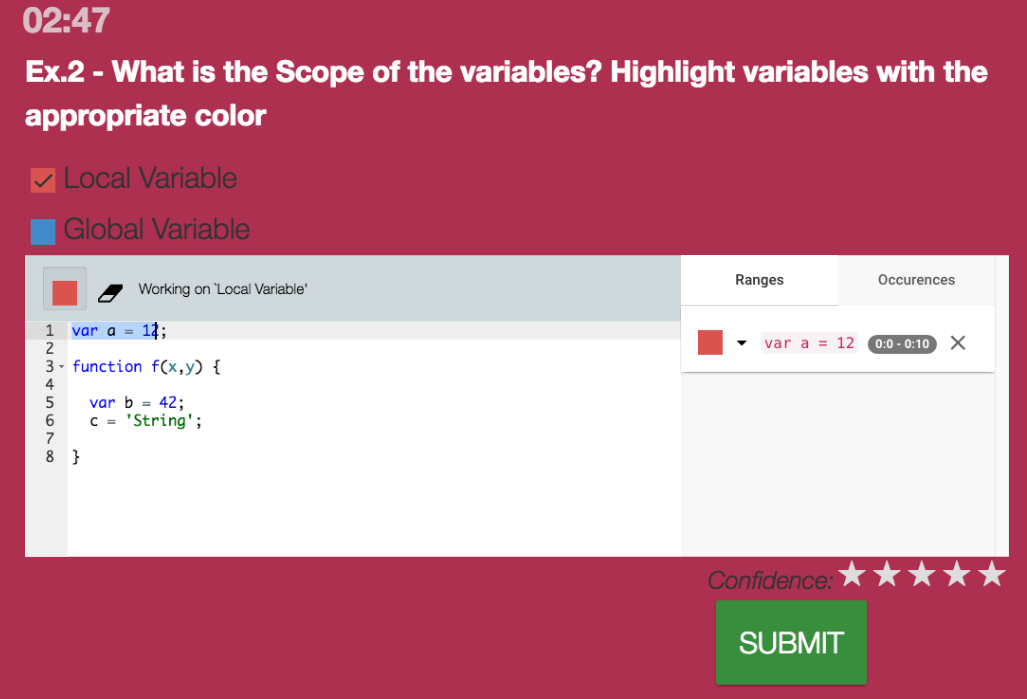 02:47
Ex.2 - What is the Scope of the variables? Highlight variables with the
appropriate color
Local Variable
Global Variable
Working on `Local Variable'
Ranges
Occurences
1 var a = 12;
2
3 function f(x,y) {
4
5 var b = 42;
6 c = 'String';
7
8 }
var a = 12 0:0 - 0:10
Confidence:
SUBMIT